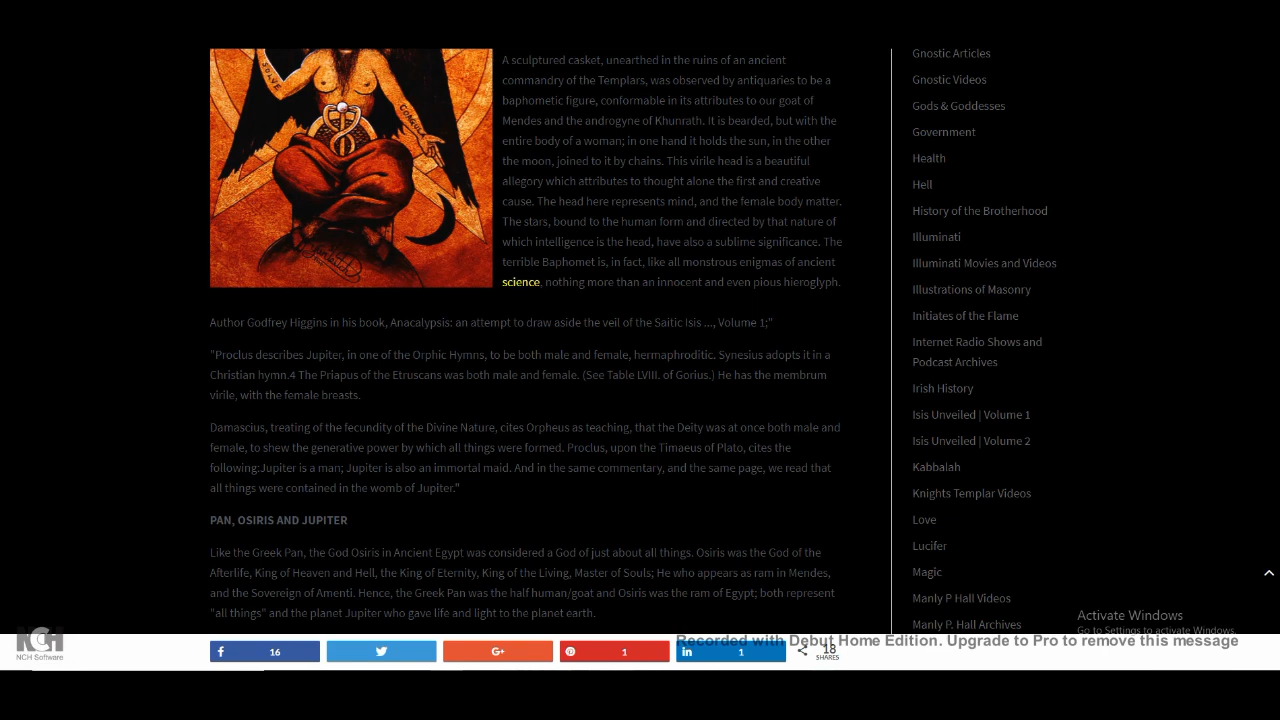 SOLVE
COAGULA
A sculptured casket, unearthed in the ruins of an ancient
commandry of the Templars, was observed by antiquaries to be a
baphometic figure, conformable in its attributes to our goat of
Mendes and the androgyne of Khunrath. It is bearded, but with the
entire body of a woman; in one hand it holds the sun, in the other
the moon, joined to it by chains. This virile head is a beautiful
allegory which attributes to thought alone the first and creative
cause. The head here represents mind, and the female body matter.
The stars, bound to the human form and directed by that nature of
which intelligence is the head, have also a sublime significance. The
terrible Baphomet is, in fact, like all monstrous enigmas of ancient
science, nothing more than an innocent and even pious hieroglyph.
Author Godfrey Higgins in his book, Anacalypsis: an attempt to draw aside the veil of the Saitic Isis ..., Volume 1;"
"Proclus describes Jupiter, in one of the Orphic Hymns, to be both male and female, hermaphroditic. Synesius adopts it in a
Christian hymn.4 The Priapus of the Etruscans was both male and female. (See Table LVIII. of Gorius.) He has the membrum
virile, with the female breasts.
Damascius, treating of the fecundity of the Divine Nature, cites Orpheus as teaching, that the Deity was at once both male and
female, to shew the generative power by which all things were formed. Proclus, upon the Timaeus of Plato, cites the
following:Jupiter is a man; Jupiter is also an immortal maid. And in the same commentary, and the same page, we read that
all things were contained in the womb of Jupiter."
PAN, OSIRIS AND JUPITER
Like the Greek Pan, the God Osiris in Ancient Egypt was considered a God of just about all things. Osiris was the God of the
Afterlife, King of Heaven and Hell, the King of Eternity, King of the Living, Master of Souls; He who appears as ram in Mendes,
and the Sovereign of Amenti. Hence, the Greek Pan was the half human/goat and Osiris was the ram of Egypt; both represent
"all things" and the planet Jupiter who gave life and light to the planet earth.
Gnostic Articles
Gnostic Videos
Gods & Goddesses
Government
Health
Hell
History of the Brotherhood
Illuminati
Illuminati Movies and Videos
Illustrations of Masonry
Initiates of the Flame
Internet Radio Shows and
Podcast Archives
Irish History
Isis Unveiled | Volume 1
Isis Unveiled | Volume 2
Kabbalah
Knights Templar Videos
Love
Lucifer
Magic
Manly P Hall Videos
Manly P. Hall Archives
Activate Windows
Go to Settings to activate Windows.
Recorded with Debut Home Edition. Upgrade to Pro to remove this message
NCH
NCH Software
16
G+
1
in 1
18
SHARES